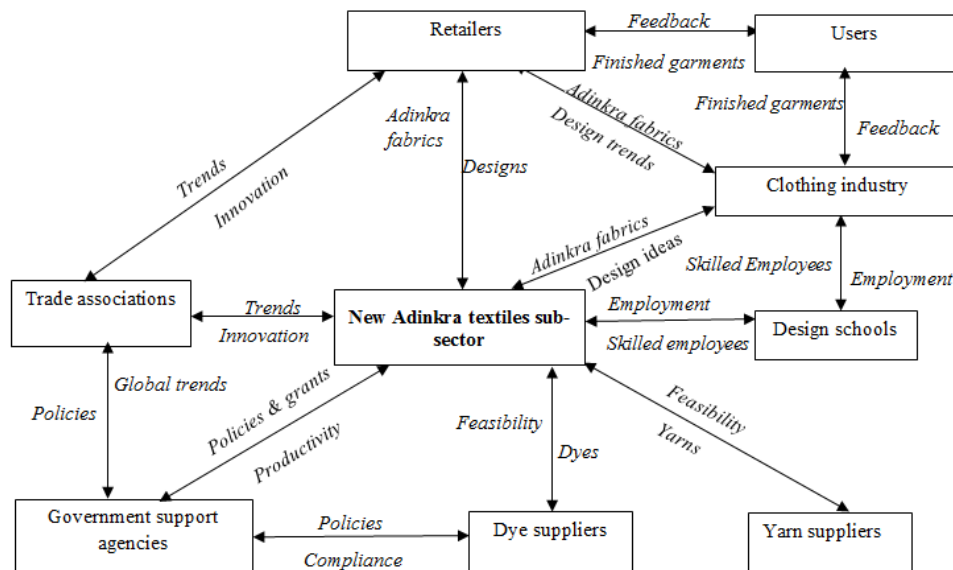 Retailers
Feedback
Finished garments
Users
Adinkra
fabrics
Designs
Adinkra fabrics
Design trends
Finished garments
Feedback
Trends
Innovation
Clothing industry
Adinkra fabrics
Design ideas
Skilled Employees
Employment
Trade associations
Trends
Innovation
New Adinkra textiles sub-
sector
Employment
Skilled employees
Design schools
Global trends
Policies
Policies & grants
Productivity
Feasibility
Dyes
Feasibility
Yarns
Government support
agencies
Policies
Compliance
Dye suppliers
Yarn suppliers